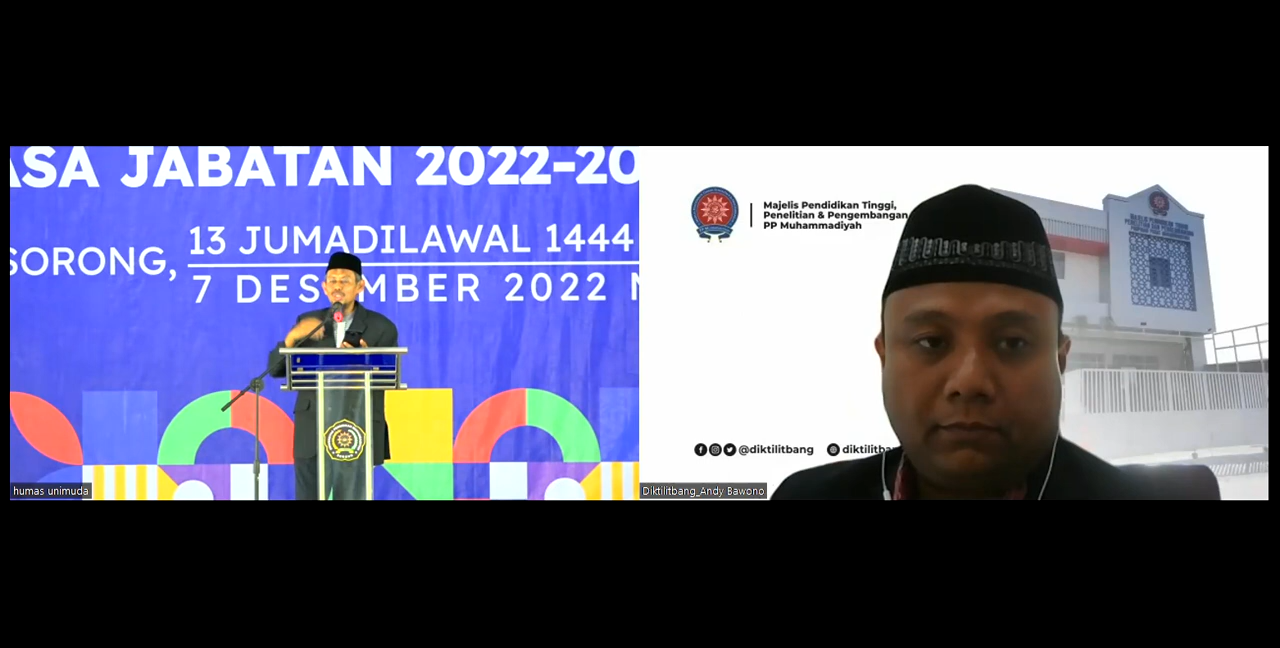 ASA JABATAN 2022-20
SORONG, 13 JUMADILAWAL 1444
7 DESEMBER 2022 M
humas unimuda
Majelis Pendidikan Tinggi,
Penelitian & Pengembangan
PP Muhammadiyah
@diktilitbang diktilitba
Diktilitbang_Andy Bawono